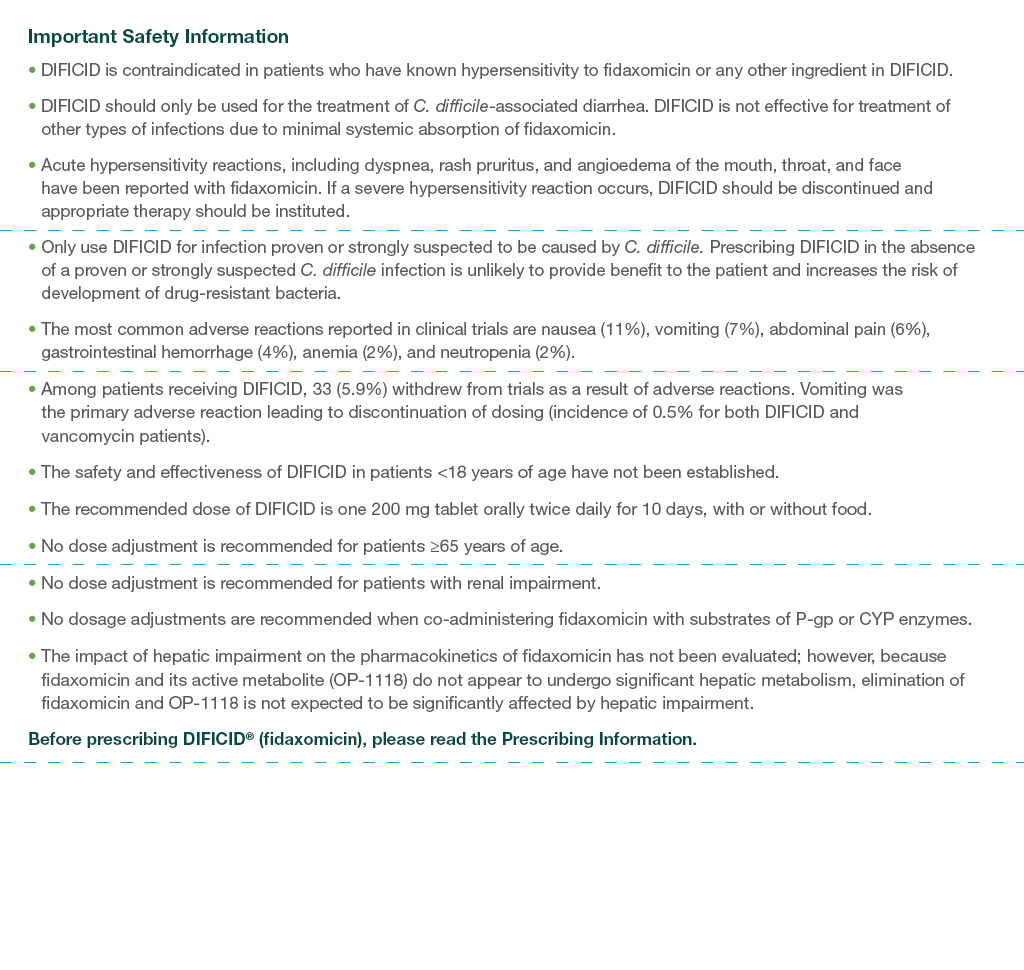 Important Safety Information
• DIFICID is contraindicated in patients who have known hypersensitivity to fidaxomicin or any other ingredient in DIFICID.
• DIFICID should only be used for the treatment of C. difficile-associated diarrhea. DIFICID is not effective for treatment of
other types of infections due to minimal systemic absorption of fidaxomicin.
• Acute hypersensitivity reactions, including dyspnea, rash pruritus, and angioedema of the mouth, throat, and face
have been reported with fidaxomicin. If a severe hypersensitivity reaction occurs, DIFICID should be discontinued and
appropriate therapy should be instituted.
• Only use DIFICID for infection proven or strongly suspected to be caused by C. difficile. Prescribing DIFICID in the absence
of a proven or strongly suspected C. difficile infection is unlikely to provide benefit to the patient and increases the risk of
development of drug-resistant bacteria.
• The most common adverse reactions reported in clinical trials are nausea (11%), vomiting (7%), abdominal pain (6%),
gastrointestinal hemorrhage (4%), anemia (2%), and neutropenia (2%).
• Among patients receiving DIFICID, 33 (5.9%) withdrew from trials as a result of adverse reactions. Vomiting was
the primary adverse reaction leading to discontinuation of dosing (incidence of 0.5% for both DIFICID and
vancomycin patients).
• The safety and effectiveness of DIFICID in patients <18 years of age have not been established.
• The recommended dose of DIFICID is one 200 mg tablet orally twice daily for 10 days, with or without food.
• No dose adjustment is recommended for patients ≥65 years of age.
• No dose adjustment is recommended for patients with renal impairment.
• No dosage adjustments are recommended when co-administering fidaxomicin with substrates of P-gp or CYP enzymes.
• The impact of hepatic impairment on the pharmacokinetics of fidaxomicin has not been evaluated; however, because
fidaxomicin and its active metabolite (OP-1118) do not appear to undergo significant hepatic metabolism, elimination of
fidaxomicin and OP-1118 is not expected to be significantly affected by hepatic impairment.
Before prescribing DIFICID® (fidaxomicin), please read the Prescribing Information.